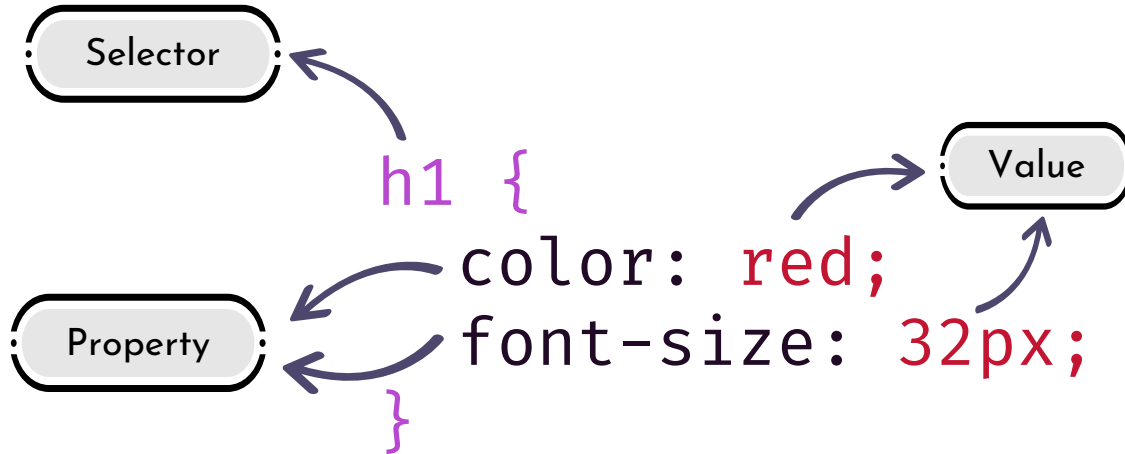 Selector
h1 {
Value
color: red;
Property
font-size: 32px;
}